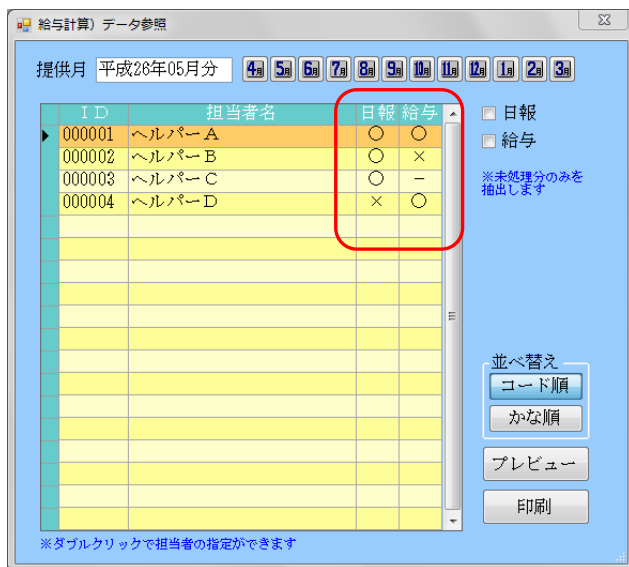 給与計算）データ参照
提供月 平成26年05月分 4月 5月 6月 7月 8月 9月 10月 11月 12月 1月 2月 3月
ＩＤ 担当者名 日報 給与
000001 ヘルパーＡ ○ ○
000002 ヘルパーＢ ○ ×
000003 ヘルパーＣ ○ −
000004 ヘルパーＤ × ○
日報
給与
※未処理分のみを
抽出します
並べ替え
コード順
かな順
プレビュー
印刷
※ダブルクリックで担当者の指定ができます